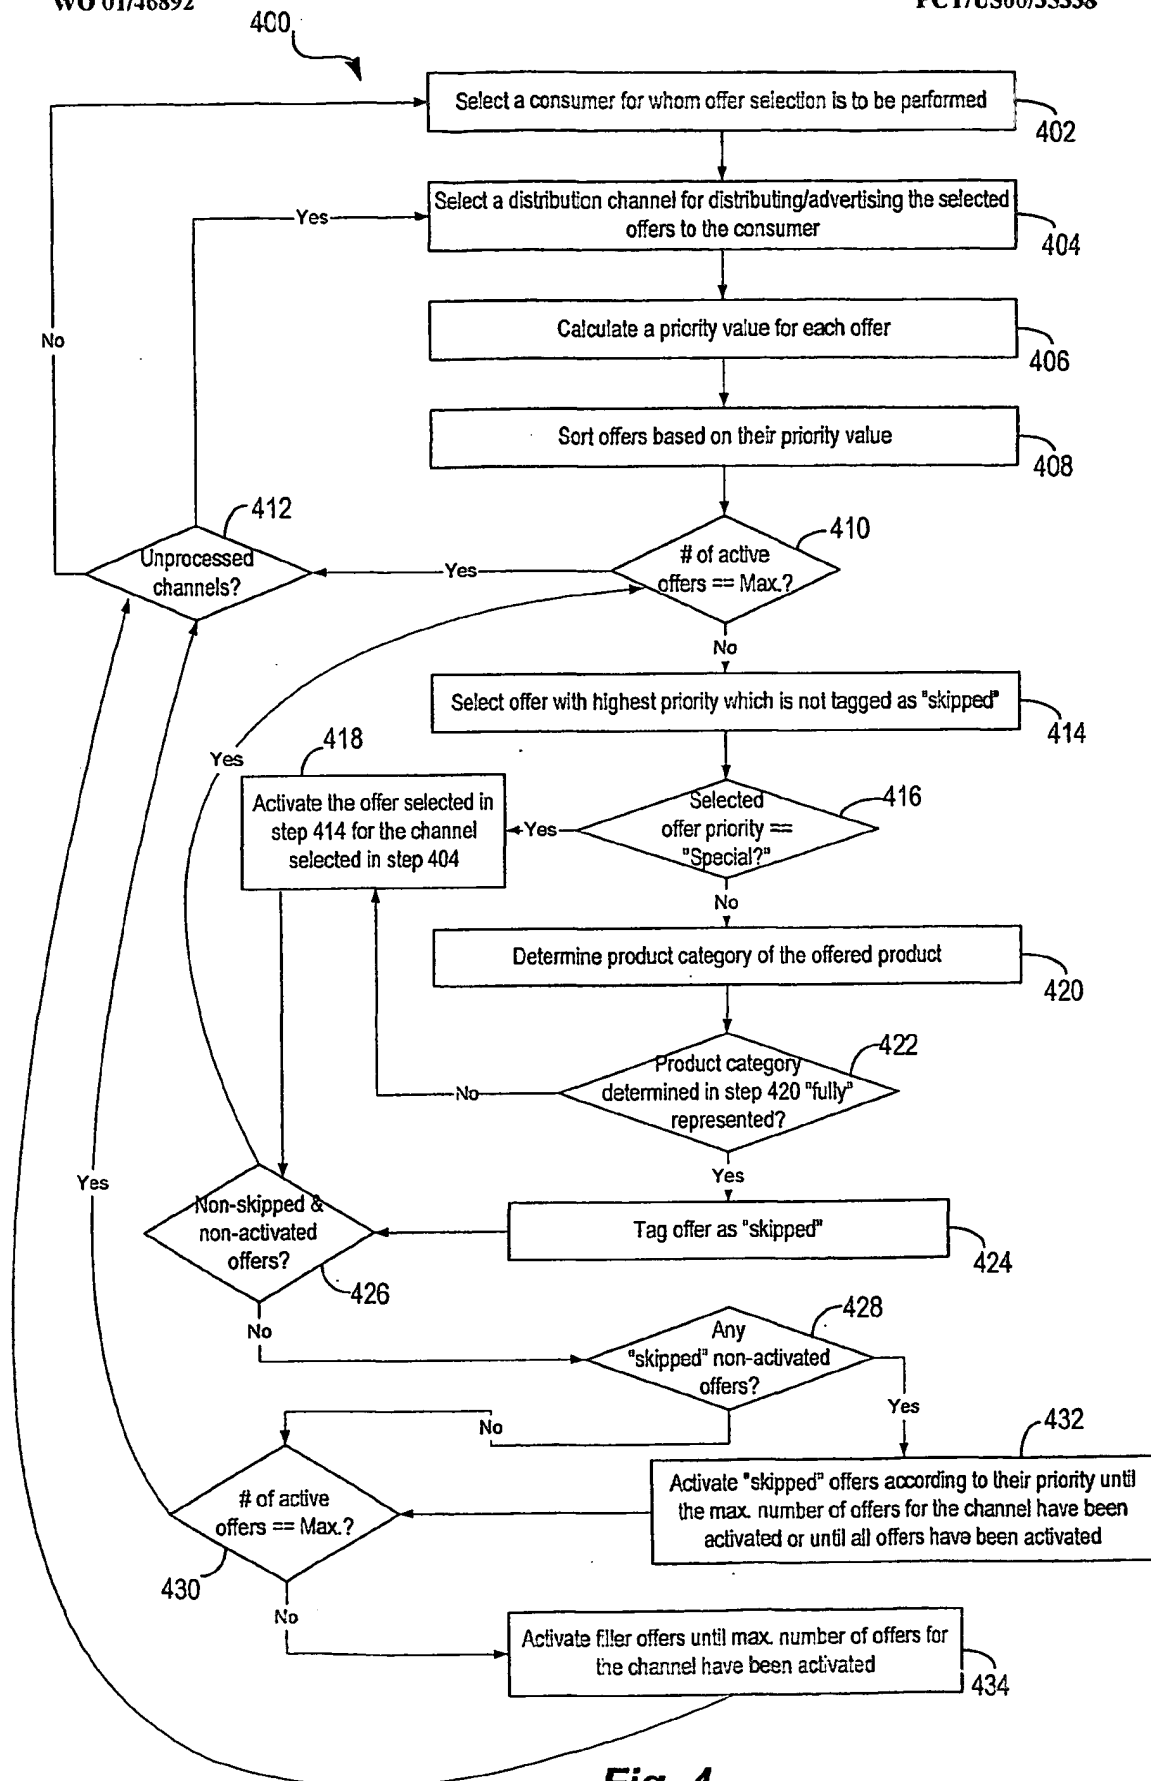 WO 01/46892
PCT/US00/35338
400
Select a consumer for whom offer selection is to be performed
402
Select a distribution channel for distributing/advertising the selected
offers to the consumer
404
Yes
Calculate a priority value for each offer
406
No
Sort offers based on their priority value
408
412
Unprocessed
channels?
410
# of active
offers == Max.?
Yes
No
Select offer with highest priority which is not tagged as "skipped"
414
Yes
418
Activate the offer selected in
step 414 for the channel
selected in step 404
Yes
Selected
offer priority ==
"Special?"
416
No
Determine product category of the offered product
420
Product category
determined in step 420 "fully"
represented?
422
No
Yes
Yes
Non-skipped &
non-activated
offers?
426
Tag offer as "skipped"
424
No
Any
"skipped" non-activated
offers?
428
Yes
No
432
# of active
offers == Max.?
430
Activate "skipped" offers according to their priority until
the max. number of offers for the channel have been
activated or until all offers have been activated
No
Activate filler offers until max. number of offers for
the channel have been activated
434
Fig. 4